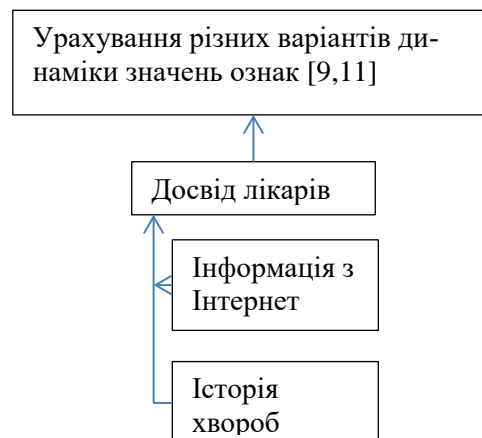 Урахування різних варіантів ди-
наміки значень ознак [9,11]
Досвід лікарів
Інформація з
Інтернет
Історія
хвороб